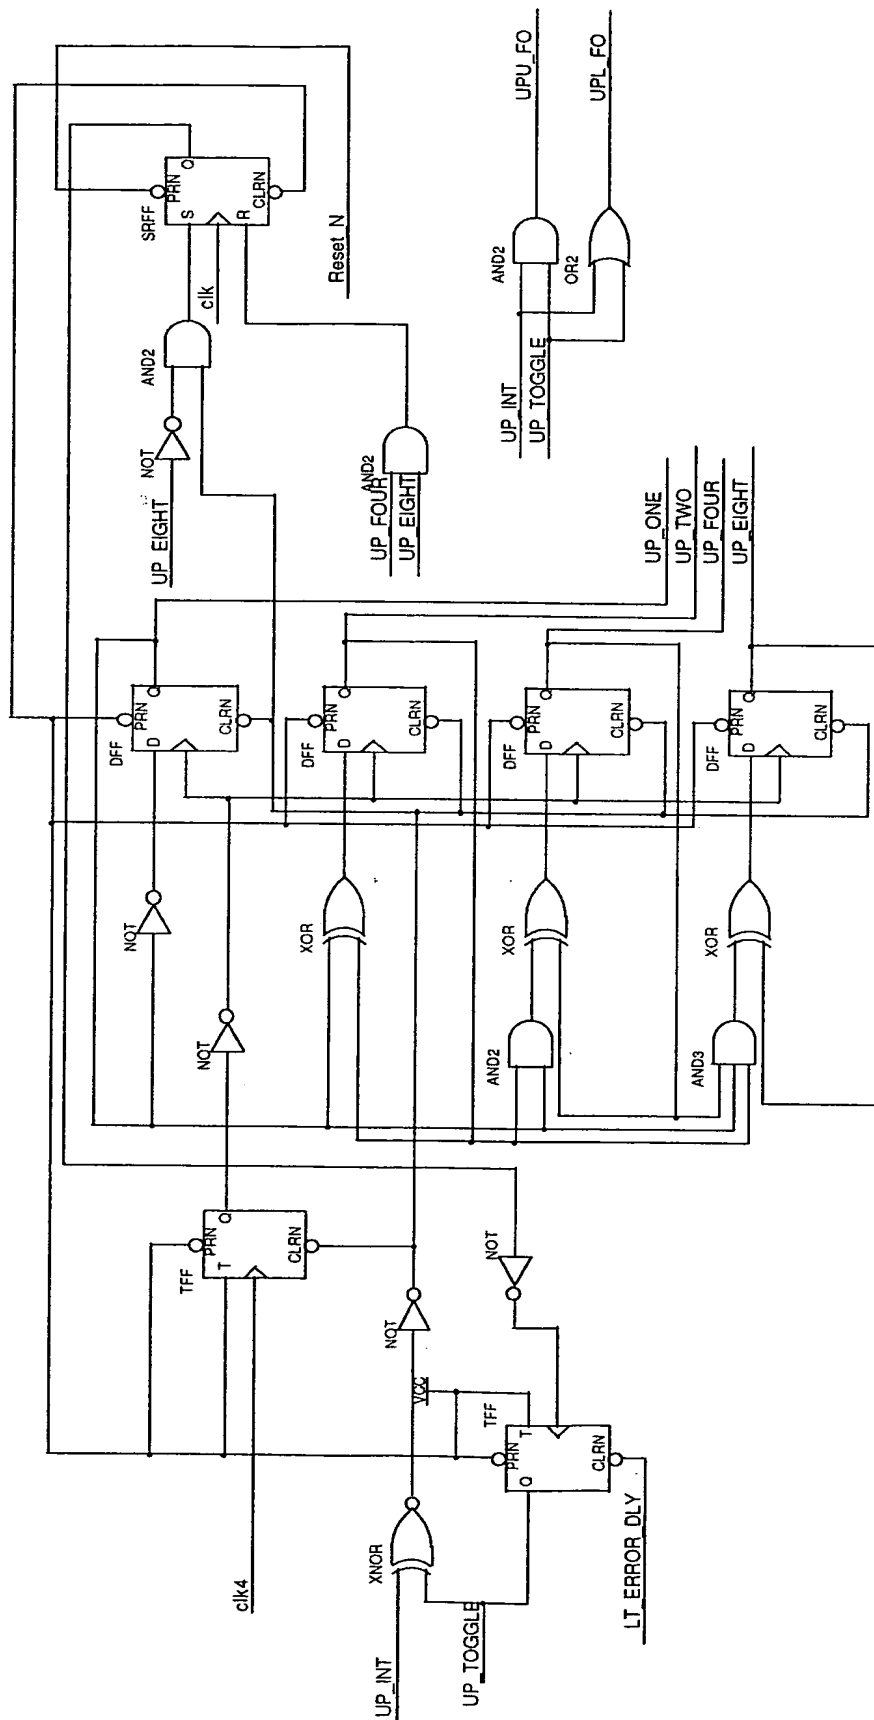 SRFF
PRN
S
Q
R
CLRN
clk
Reset_N
AND2
NOT
UP_EIGHT
AND2
UP_FOUR
UP_EIGHT
AND2
UPU_FO
OR2
UPL_FO
UP_INT
UP_TOGGLE
DFF
PRN
D
Q
CLRN
DFF
PRN
D
Q
CLRN
DFF
PRN
D
Q
CLRN
DFF
PRN
D
Q
CLRN
UP_ONE
UP_TWO
UP_FOUR
UP_EIGHT
NOT
NOT
XOR
XOR
XOR
AND2
AND3
TFF
PRN
T
Q
CLRN
clk4
NOT
NOT
VCC
TFF
PRN
T
Q
CLRN
XNOR
UP_INT
UP_TOGGLE
LT_ERROR_DLY